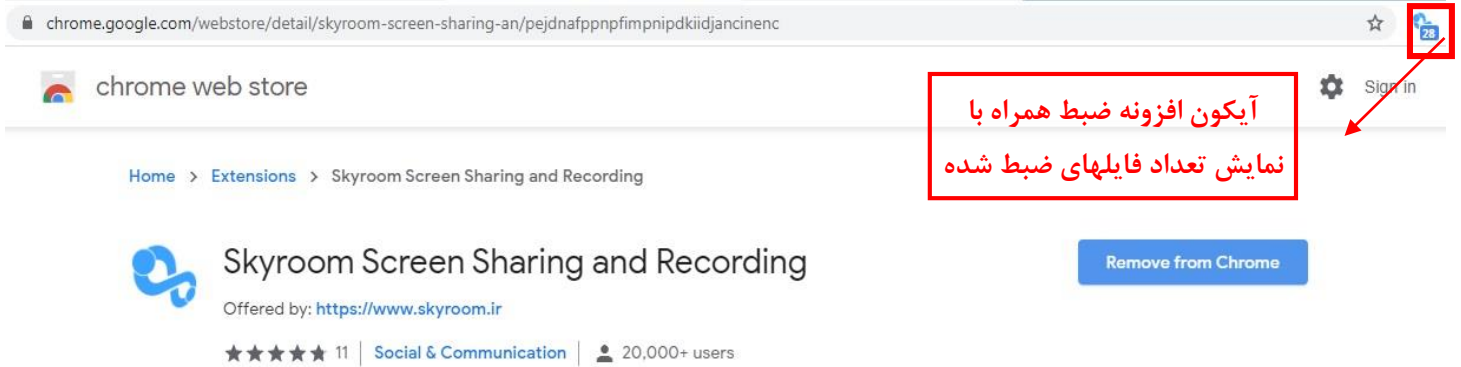 chrome.google.com/webstore/detail/skyroom-screen-sharing-an/pejdnafppnpfimpnipdkiidjancinenc
28
chrome web store
Sign in
آیکون افزونه ضبط همراه با
نمایش تعداد فایلهای ضبط شده
Home > Extensions > Skyroom Screen Sharing and Recording
Skyroom Screen Sharing and Recording
Remove from Chrome
Offered by: https://www.skyroom.ir
11 | Social & Communication | 20,000+ users